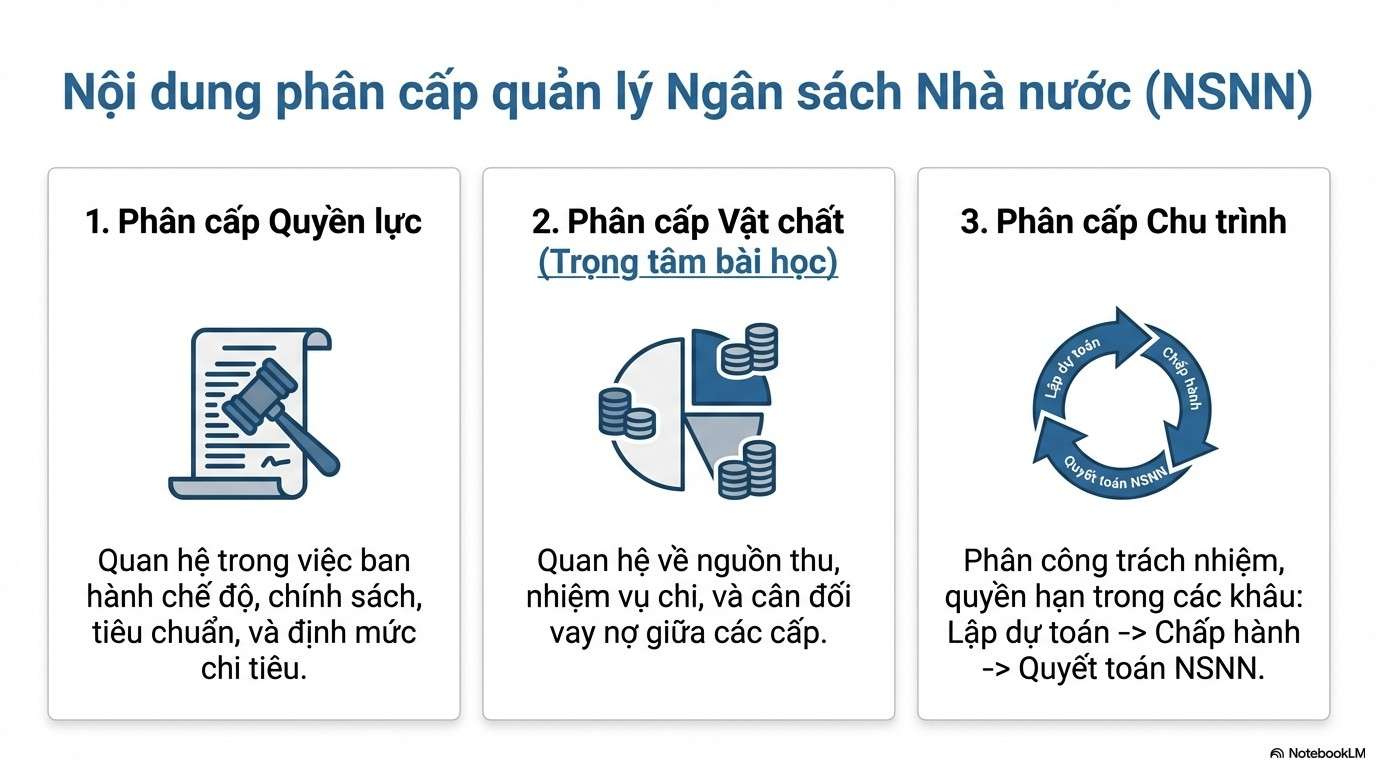 Nội dung phân cấp quản lý Ngân sách Nhà nước (NSNN)
1. Phân cấp Quyền lực
Quan hệ trong việc ban
hành chế độ, chính sách,
tiêu chuẩn, và định mức
chi tiêu.
2. Phân cấp Vật chất
(Trọng tâm bài học)
Quan hệ về nguồn thu,
nhiệm vụ chi, và cân đối
vay nợ giữa các cấp.
3. Phân cấp Chu trình
Lập dự toán
Chấp hành
Quyết toán NSNN
Phân công trách nhiệm,
quyền hạn trong các khâu:
Lập dự toán -> Chấp hành
-> Quyết toán NSNN.
NotebookLM